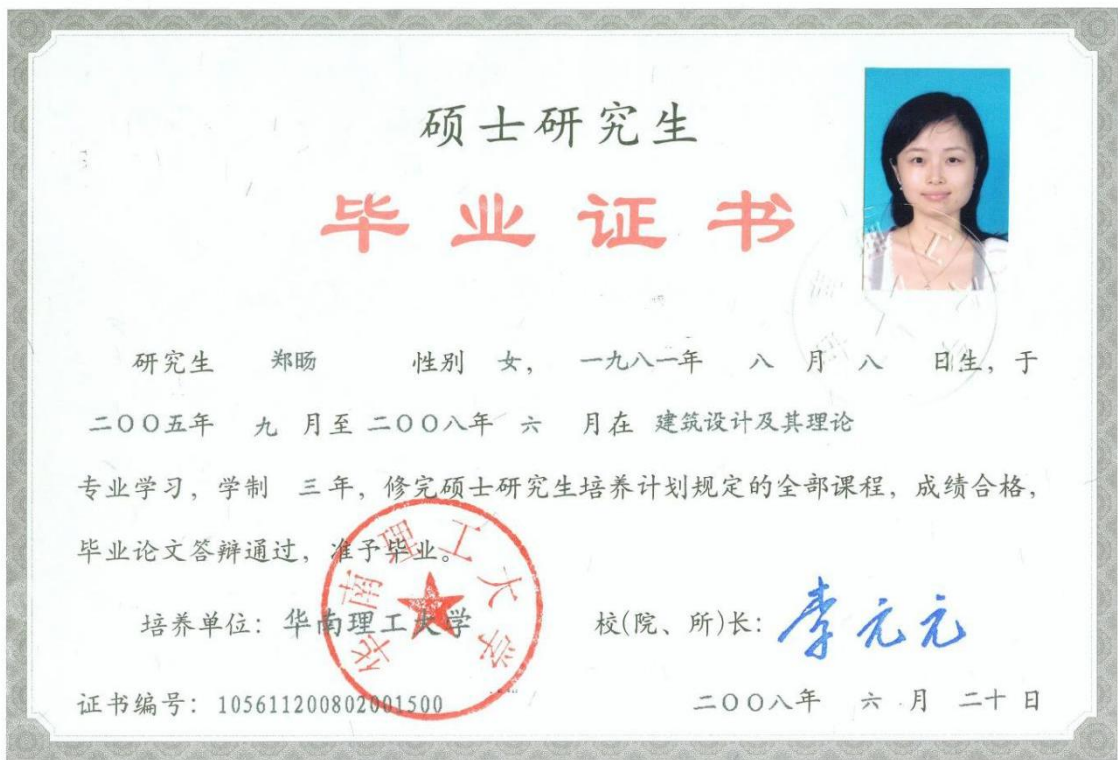 硕士研究生
毕业证书
研究生 郑旸 性别 女， 一九八一年 八 月 八 日生，于
二〇〇五年 九 月至 二〇〇八年 六 月在 建筑设计及其理论
专业学习，学制 三年，修完硕士研究生培养计划规定的全部课程，成绩合格，
毕业论文答辩通过，准予毕业。
华南理工大学
培养单位：华南理工大学 校(院、所)长：李元元
证书编号：105611200802001500 二〇〇八年 六 月 二十 日